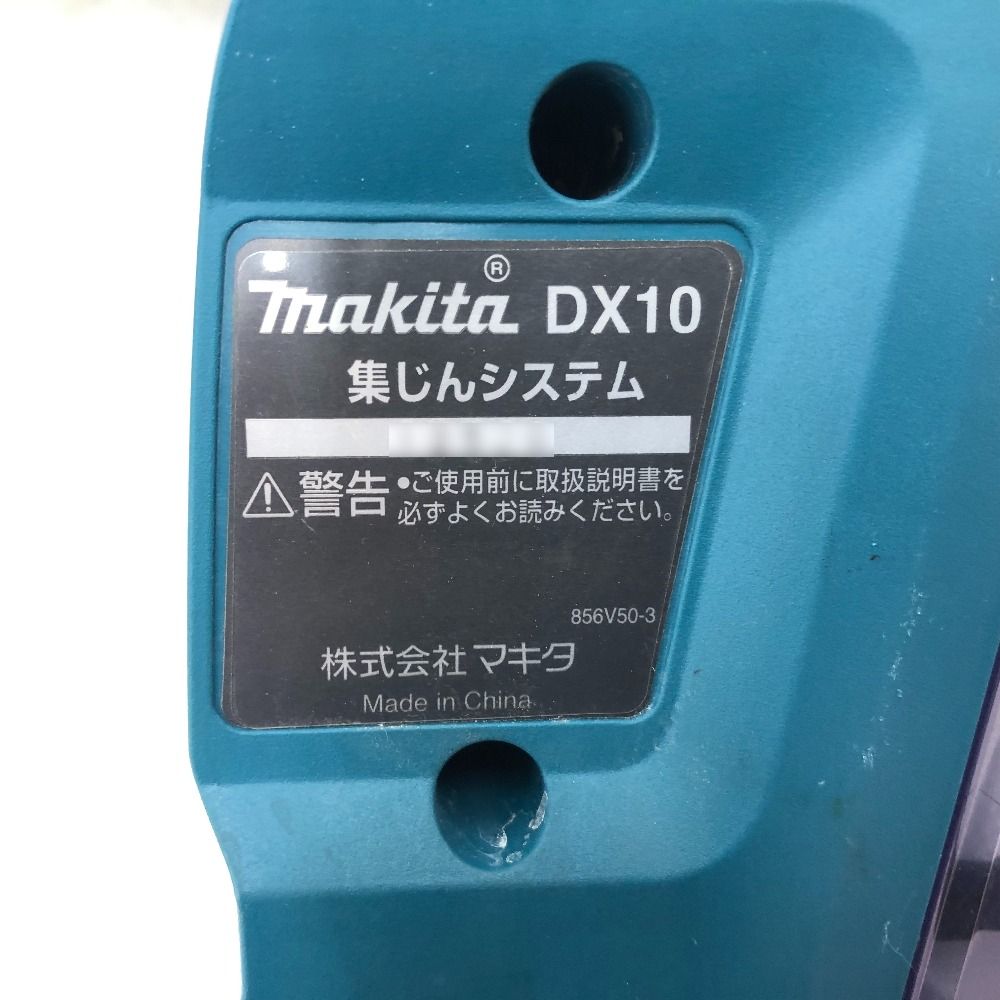 makita® DX10
集じんシステム
⚠警告 •ご使用前に取扱説明書を
必ずよくお読みください。
856V50-3
株式会社マキタ
Made in China